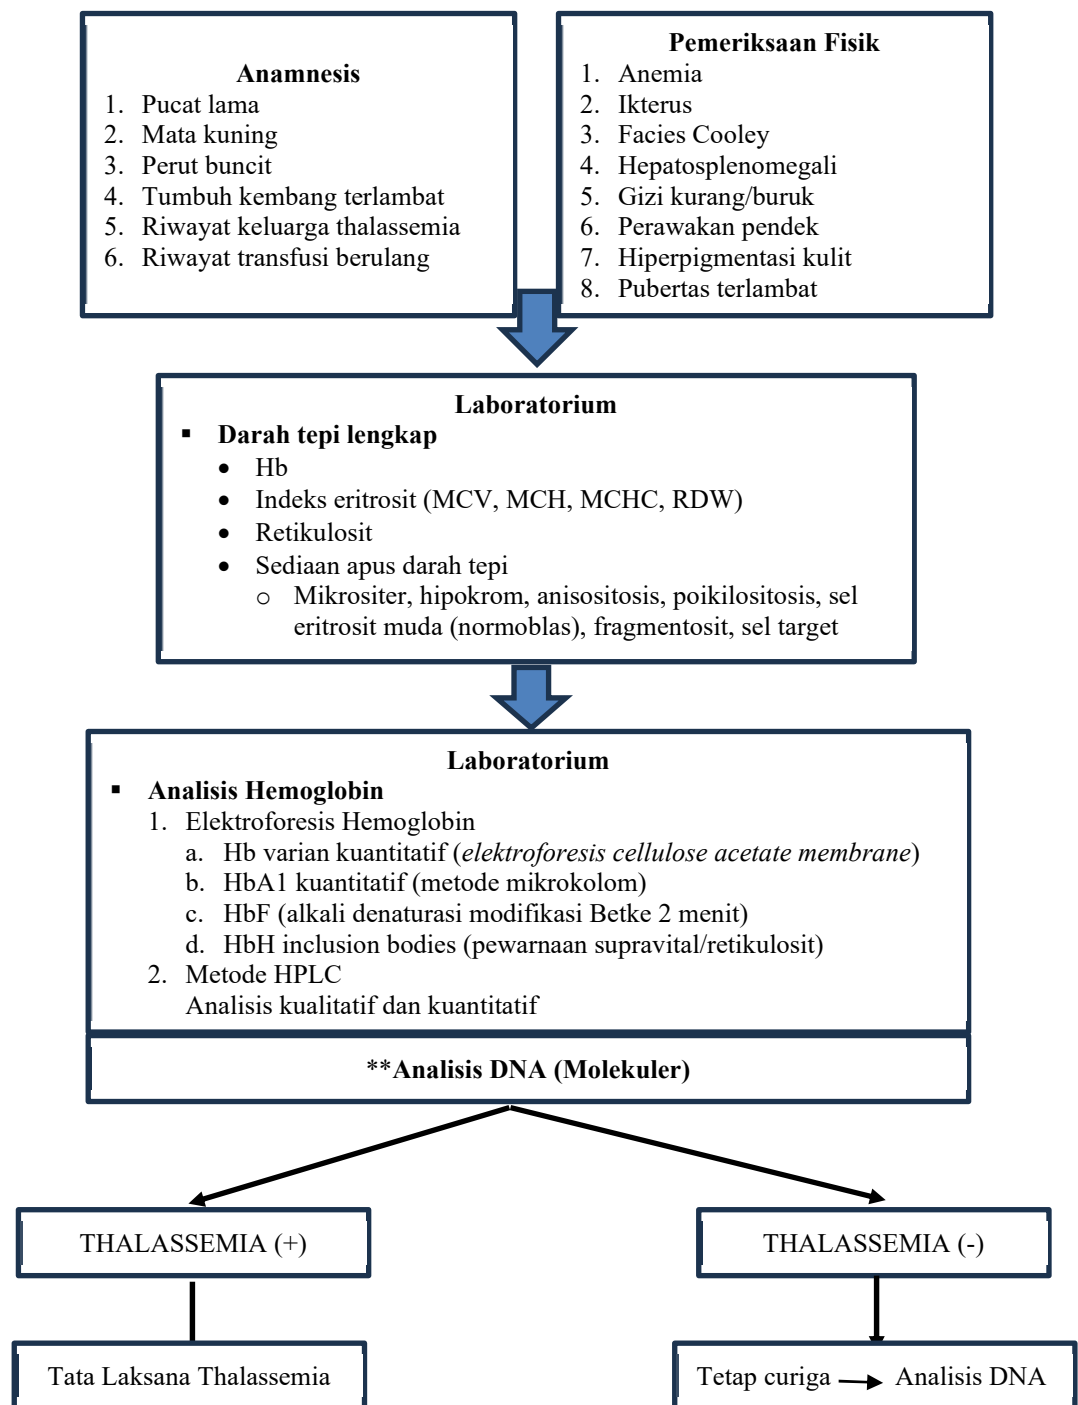 Anamnesis
1. Pucat lama
2. Mata kuning
3. Perut buncit
4. Tumbuh kembang terlambat
5. Riwayat keluarga thalassemia
6. Riwayat transfusi berulang
Pemeriksaan Fisik
1. Anemia
2. Ikterus
3. Facies Cooley
4. Hepatosplenomegali
5. Gizi kurang/buruk
6. Perawakan pendek
7. Hiperpigmentasi kulit
8. Pubertas terlambat
Laboratorium
▪ Darah tepi lengkap
• Hb
• Indeks eritrosit (MCV, MCH, MCHC, RDW)
• Retikulosit
• Sediaan apus darah tepi
o Mikrositer, hipokrom, anisositosis, poikilositosis, sel
eritrosit muda (normoblas), fragmentosit, sel target
Laboratorium
▪ Analisis Hemoglobin
1. Elektroforesis Hemoglobin
a. Hb varian kuantitatif (elektroforesis cellulose acetate membrane)
b. HbA1 kuantitatif (metode mikrokolom)
c. HbF (alkali denaturasi modifikasi Betke 2 menit)
d. HbH inclusion bodies (pewarnaan supravital/retikulosit)
2. Metode HPLC
Analisis kualitatif dan kuantitatif
**Analisis DNA (Molekuler)
THALASSEMIA (+)
THALASSEMIA (-)
Tata Laksana Thalassemia
Tetap curiga → Analisis DNA